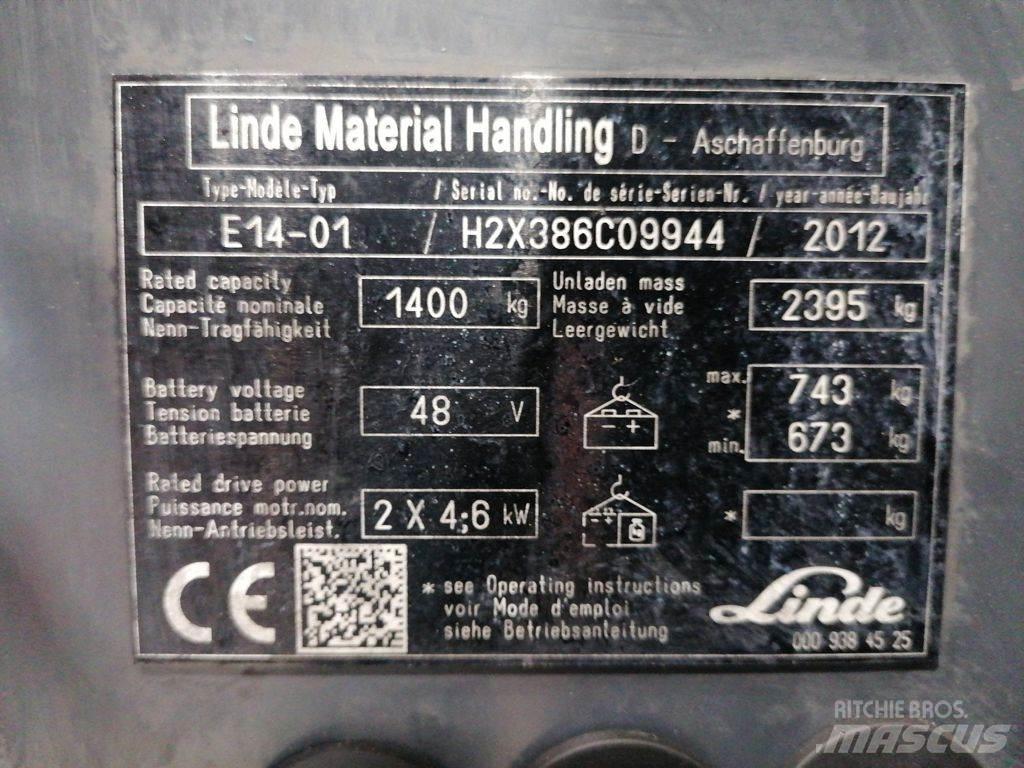 Linde Material Handling D - Aschaffenburg
Type-Modèle-Typ / Serial no.-No. de série-Serien-Nr. / year-année-Baujahr
E14-01 / H2X386C09944 / 2012
Rated capacity
Capacité nominale
Nenn-Tragfähigkeit
1400 kg
Unladen mass
Masse à vide
Leergewicht
2395 kg
Battery voltage
Tension batterie
Batteriespannung
48 V
- +
max.
*
min.
743 kg
673 kg
Rated drive power
Puissance motr.nom.
Nenn-Antriebsleist.
2 X 4;6 kW
- +
*
kg
CE
* see Operating instructions
voir Mode d'emploi
siehe Betriebsanleitung
Linde
000 938 45 25
RITCHIE BROS.
MASCUS